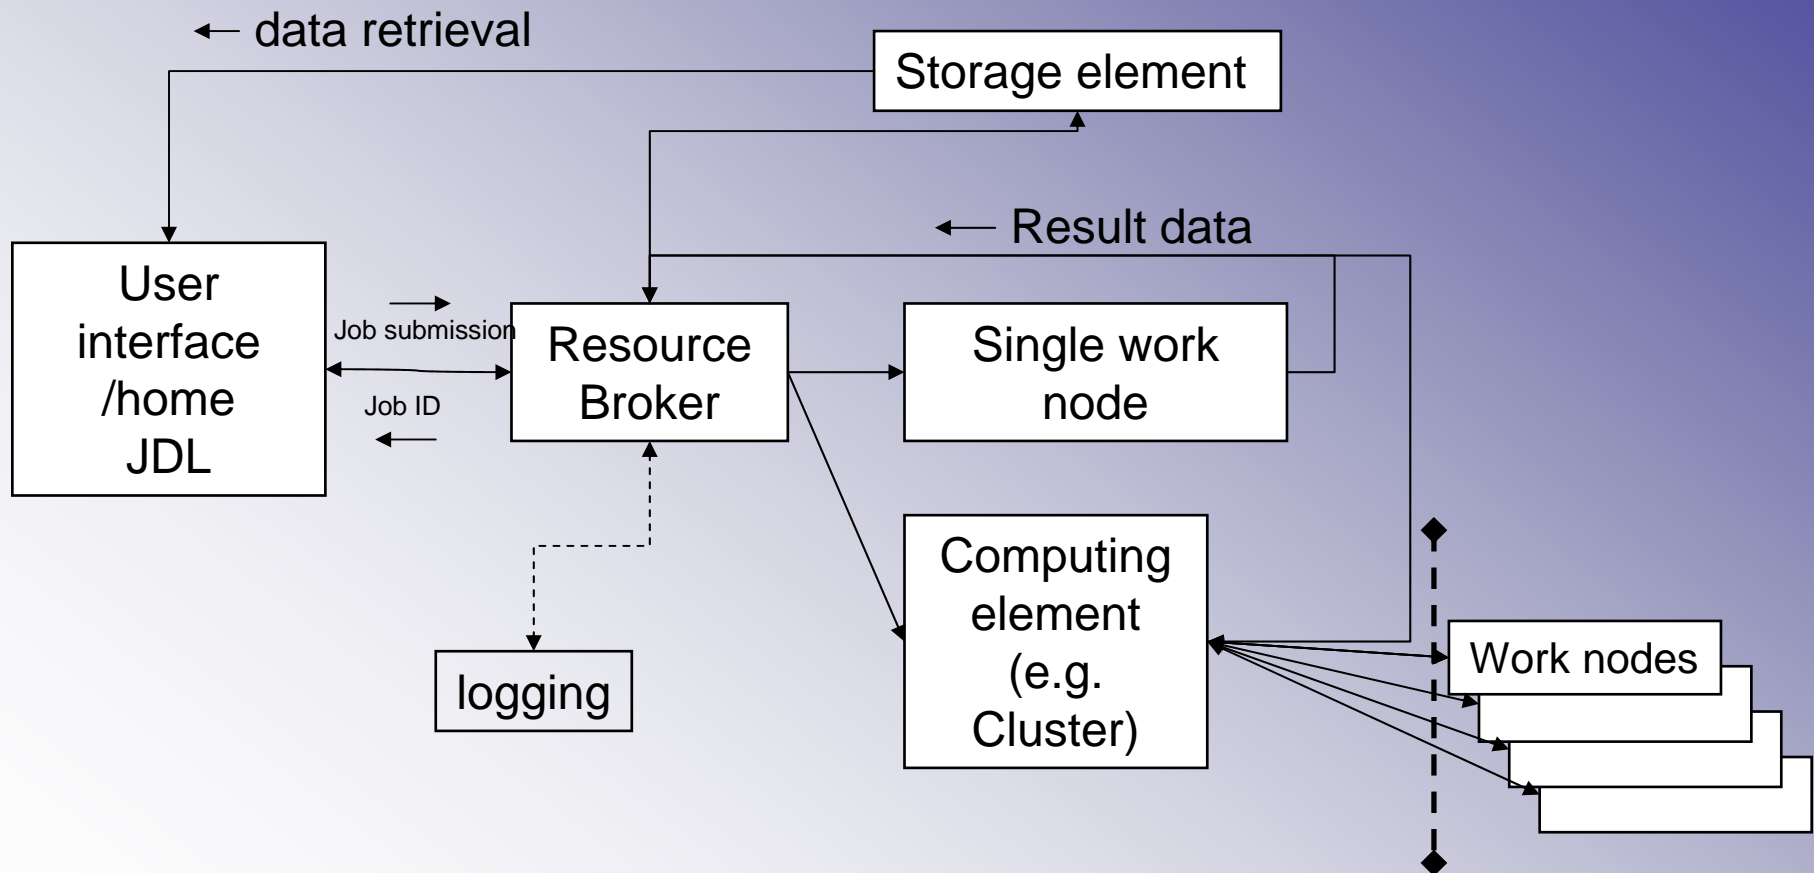 ← data retrieval
Storage element
← Result data
User
interface
/home
JDL
Job submission
Job ID
Resource
Broker
Single work
node
Computing
element
(e.g.
Cluster)
logging
Work nodes